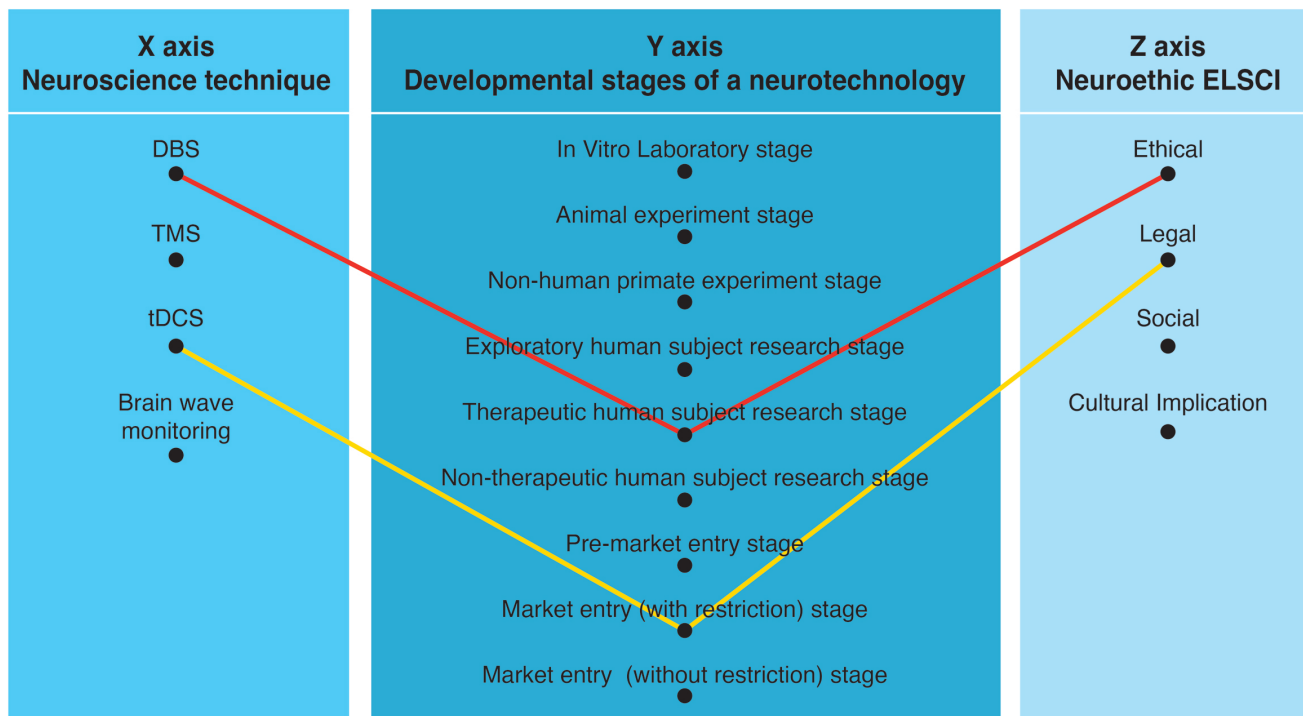 X axis
Neuroscience technique
DBS
TMS
tDCS
Brain wave
monitoring
Y axis
Developmental stages of a neurotechnology
In Vitro Laboratory stage
Animal experiment stage
Non-human primate experiment stage
Exploratory human subject research stage
Therapeutic human subject research stage
Non-therapeutic human subject research stage
Pre-market entry stage
Market entry (with restriction) stage
Market entry (without restriction) stage
Z axis
Neuroethic ELSCI
Ethical
Legal
Social
Cultural Implication